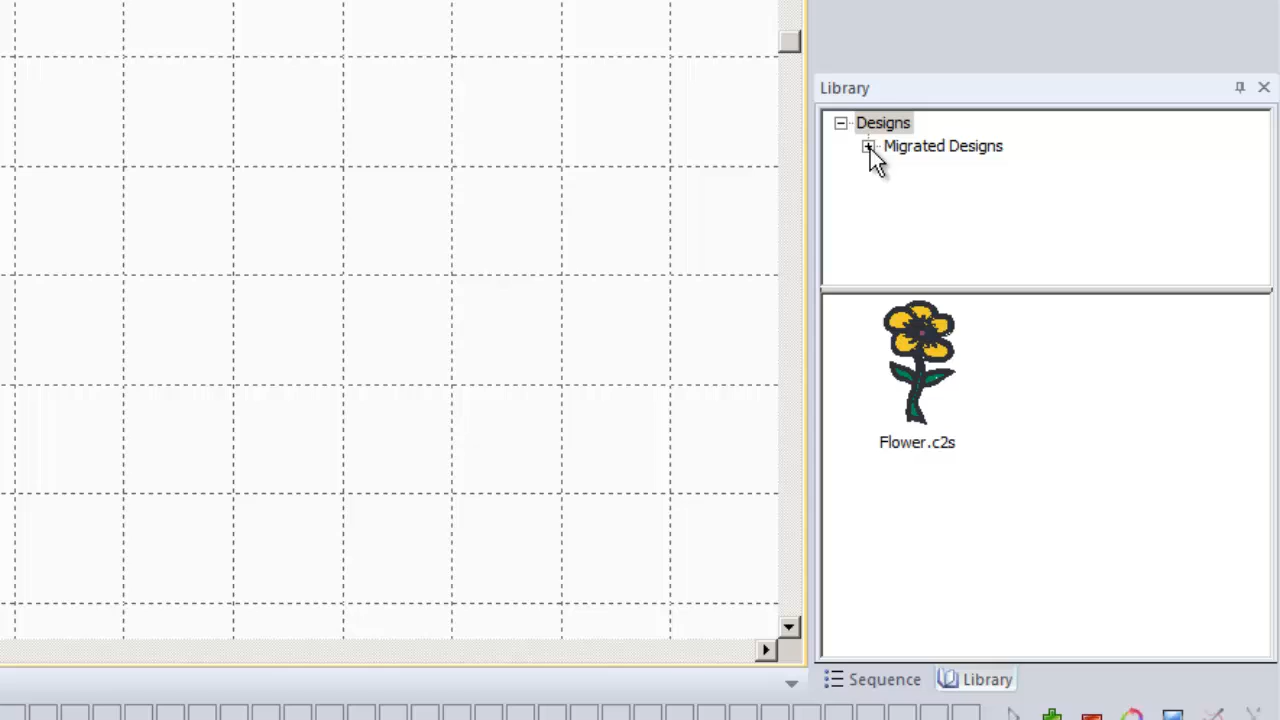 Library
Designs
Migrated Designs
Flower.c2s
Sequence
Library